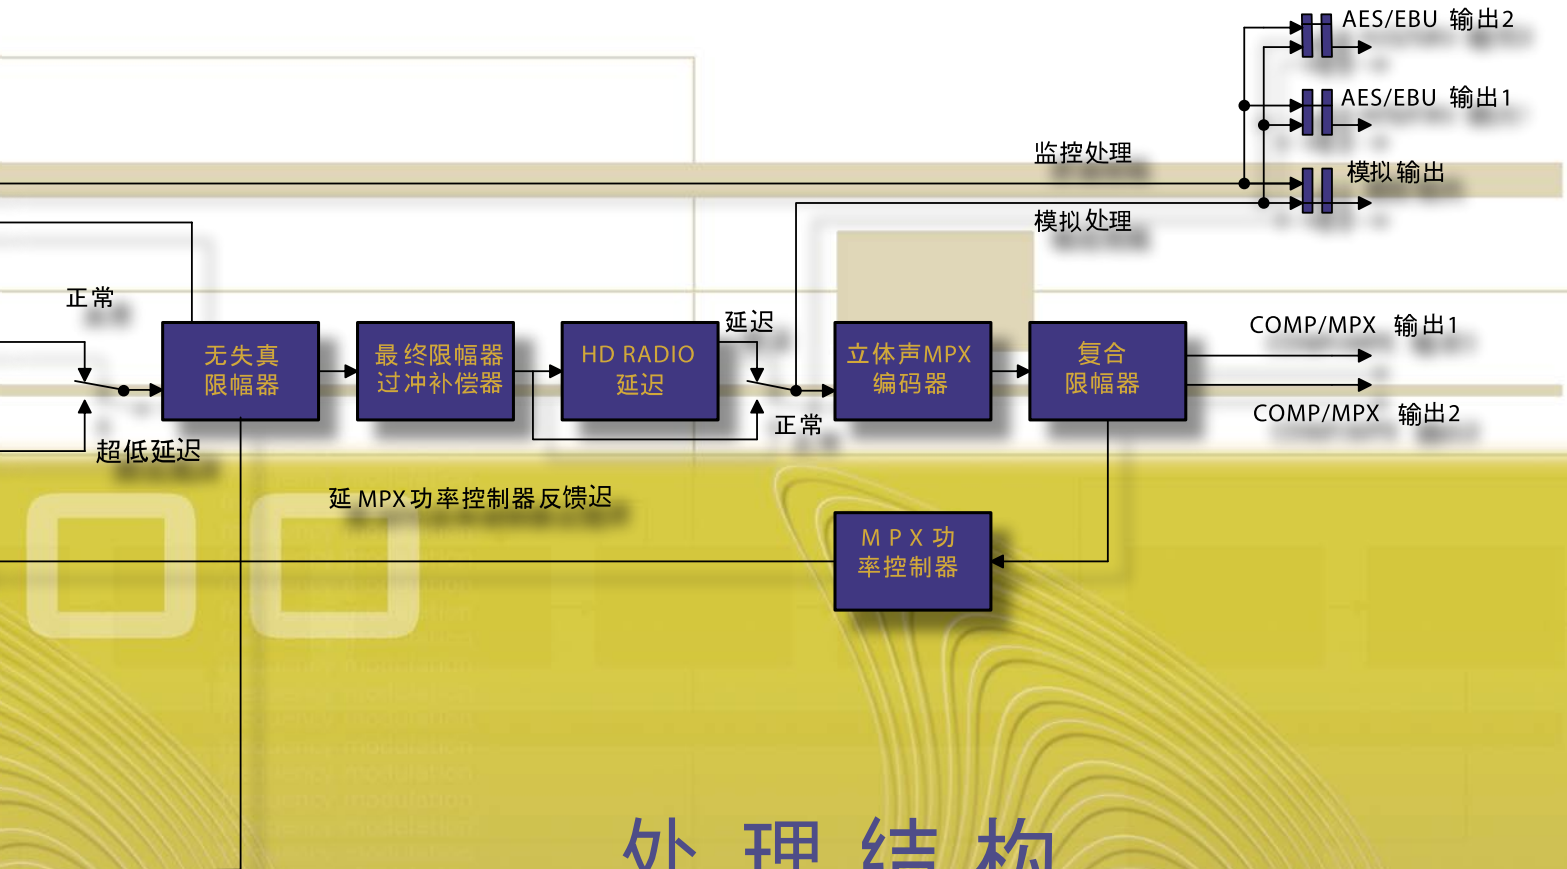 AES/EBU 输出2
AES/EBU 输出1
监控处理
模拟输出
模拟处理
正常
延迟
COMP/MPX 输出1
无失真
限幅器
最终限幅器
过冲补偿器
HD RADIO
延迟
立体声MPX
编码器
复合
限幅器
正常
COMP/MPX 输出2
超低延迟
延MPX功率控制器反馈迟
MPX功
率控制器
处理结构